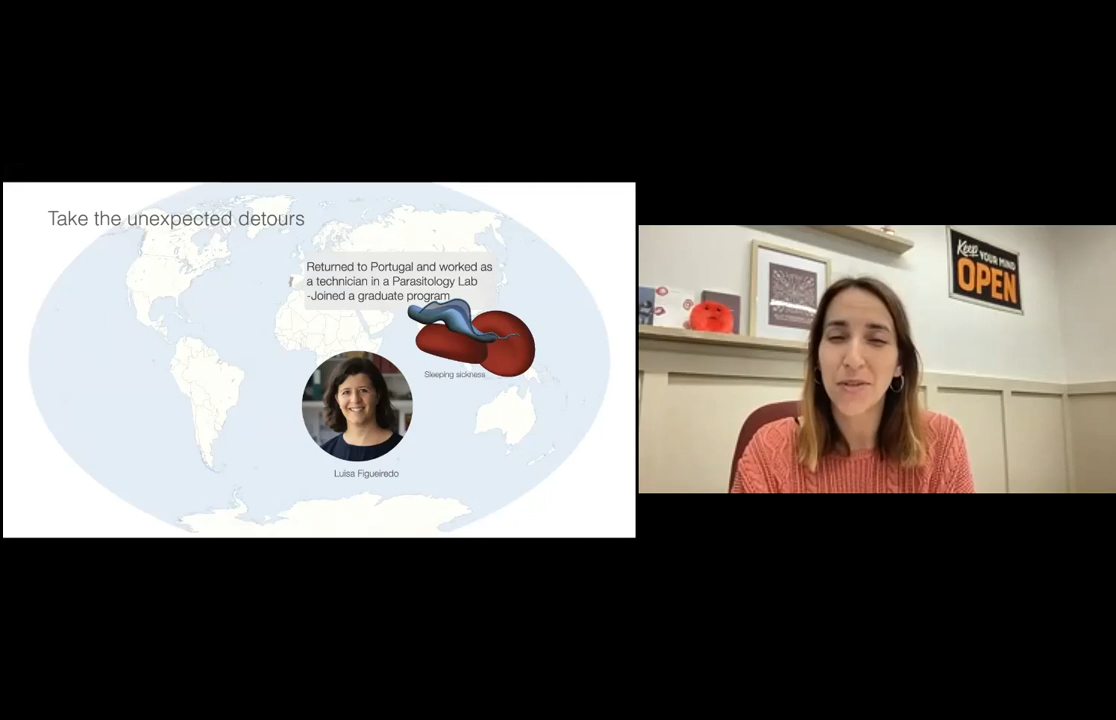 Take the unexpected detours
Returned to Portugal and worked as
a technician in a Parasitology Lab
-Joined a graduate program
Sleeping sickness
Luisa Figueiredo
Keep YOUR MIND
OPEN